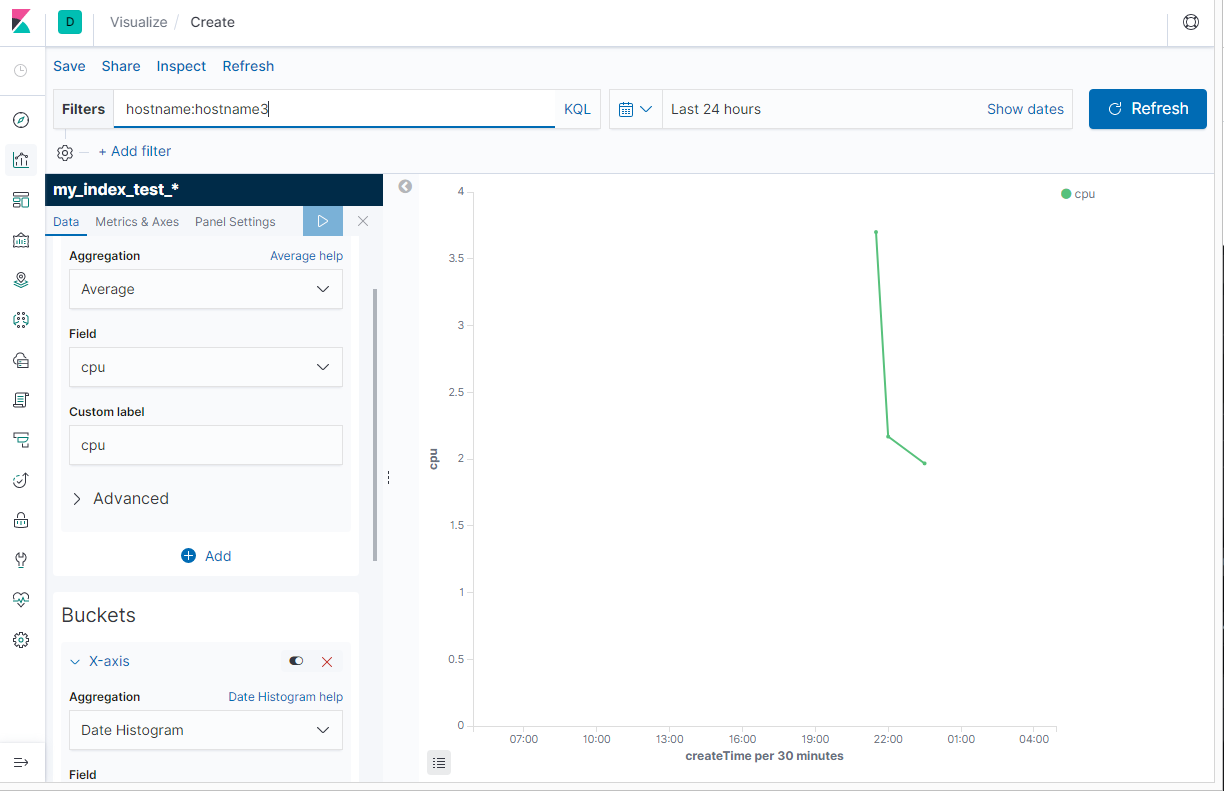 D Visualize / Create
Save Share Inspect Refresh
Filters hostname:hostname3 KQL Last 24 hours Show dates Refresh
+ Add filter
my_index_test_*
Data Metrics & Axes Panel Settings
Aggregation Average help
Average
Field
cpu
Custom label
cpu
Advanced
Add
Buckets
X-axis
Aggregation Date Histogram help
Date Histogram
Field
cpu
4
3.5
3
2.5
2
1.5
1
0.5
0
cpu
07:00 10:00 13:00 16:00 19:00 22:00 01:00 04:00
createTime per 30 minutes